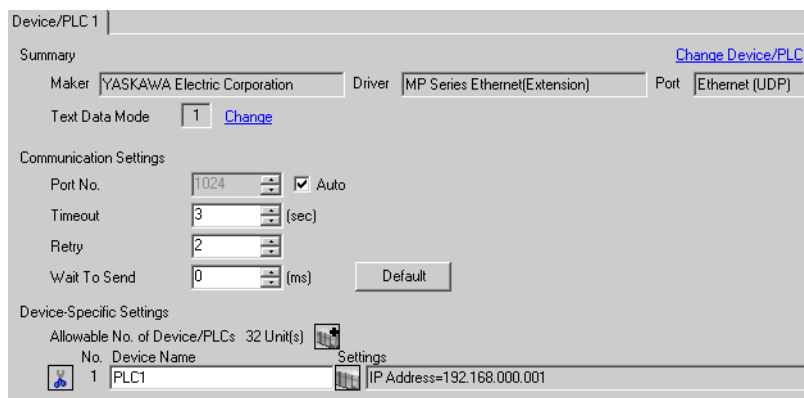 Device/PLC 1
Summary
Change Device/PLC
Maker YASKAWA Electric Corporation Driver MP Series Ethernet(Extension) Port Ethernet (UDP)
Text Data Mode 1 Change
Communication Settings
Port No. 1024 Auto
Timeout 3 (sec)
Retry 2
Wait To Send 0 (ms) Default
Device-Specific Settings
Allowable No. of Device/PLCs 32 Unit(s)
No. Device Name Settings
1 PLC1 IP Address=192.168.000.001